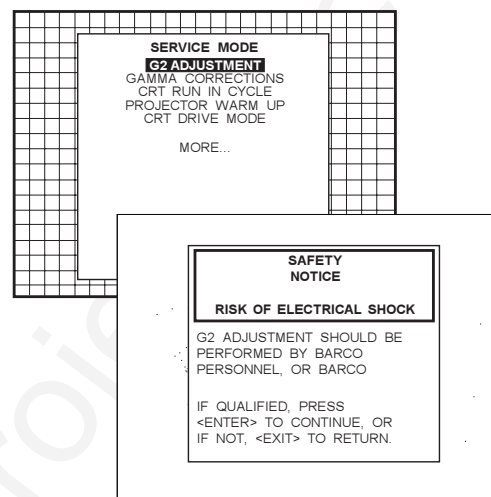 SERVICE MODE
G2 ADJUSTMENT
GAMMA CORRECTIONS
CRT RUN IN CYCLE
PROJECTOR WARM UP
CRT DRIVE MODE
MORE...
SAFETY
NOTICE
RISK OF ELECTRICAL SHOCK
G2 ADJUSTMENT SHOULD BE
PERFORMED BY BARCO
PERSONNEL, OR BARCO
IF QUALIFIED, PRESS
<ENTER> TO CONTINUE, OR
IF NOT, <EXIT> TO RETURN.